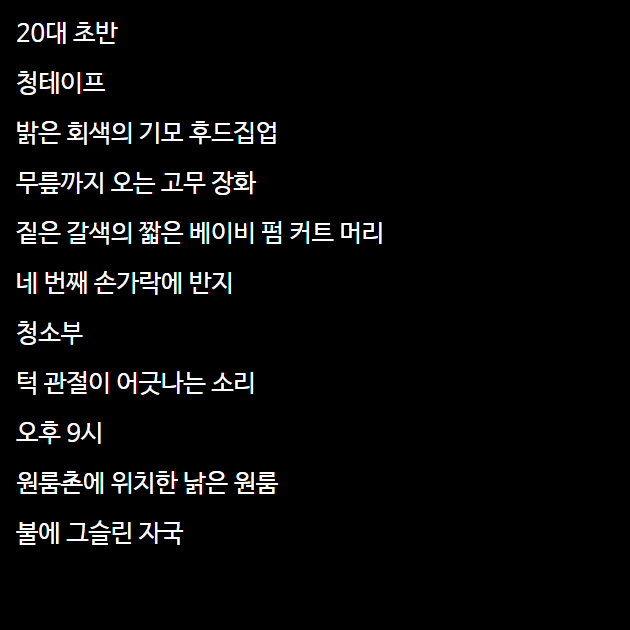 20대 초반
청테이프
밝은 회색의 기모 후드집업
무릎까지 오는 고무 장화
짙은 갈색의 짧은 베이비 펌 커트 머리
네 번째 손가락에 반지
청소부
턱 관절이 어긋나는 소리
오후 9시
원룸촌에 위치한 낡은 원룸
불에 그슬린 자국